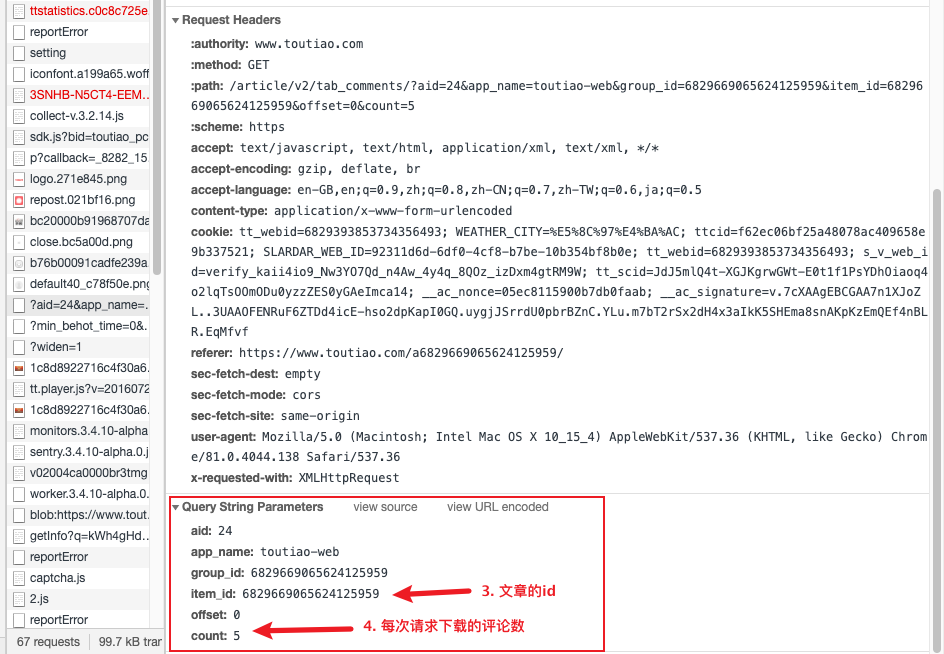 ttstatistics.c0c8c725e
reportError
setting
iconfont.a199a65.woff
3SNHB-N5CT4-EEM...
collect-v.3.2.14.js
sdk.js?bid=toutiao_pc
p?callback=_8282_15
logo.271e845.png
repost.021bf16.png
bc20000b91968707da
close.bc5a00d.png
b76b00091cadfe239a
default40_c78f50e.png
?aid=24&app_name=...
?min_behot_time=0&.
?widen=1
1c8d8922716c4f30a6.
tt.player.js?v=2016072
1c8d8922716c4f30a6.
monitors.3.4.10-alpha
sentry.3.4.10-alpha.0.j
v02004ca0000br3tmg
worker.3.4.10-alpha.0.
blob:https://www.tout.
getInfo?q=kWh4gHd..
reportError
captcha.js
2.js
reportError
67 requests
99.7 kB trar
Request Headers
:authority: www.toutiao.com
:method: GET
:path: /article/v2/tab_comments/?aid=24&app_name=toutiao-web&group_id=6829669065624125959&item_id=68296
69065624125959&offset=0&count=5
:scheme: https
accept: text/javascript, text/html, application/xml, text/xml, */*
accept-encoding: gzip, deflate, br
accept-language: en-GB,en;q=0.9,zh;q=0.8,zh-CN;q=0.7,zh-TW;q=0.6,ja;q=0.5
content-type: application/x-www-form-urlencoded
cookie: tt_webid=6829393853734356493; WEATHER_CITY=%E5%8C%97%E4%BA%AC; ttcid=f62ec06bf25a48078ac409658e
9b337521; SLARDAR_WEB_ID=92311d6d-6df0-4cf8-b7be-10b354bf8b0e; tt_webid=6829393853734356493; s_v_web_i
d=verify_kaii4io9_Nw3YO7Qd_n4Aw_4y4q_8QOz_izDxm4gtRM9W; tt_scid=JdJ5mlQ4t-XGJKgrwGWt-E0t1f1PsYDhOiaoq4
o2lqTsOOmODu0yzzZES0yGAeImca14; __ac_nonce=05ec8115900b7db0faab; __ac_signature=v.7cXAAgEBCGAA7n1XJoZ
L..3UAAOFENRuF6ZTDd4icE-hso2dpKapI0GQ.uygjJSrrdU0pbrBZnC.YLu.m7bT2rSx2dH4x3aIkK5SHEma8snAKpKzEmQEf4nBL
R.EqMfvf
referer: https://www.toutiao.com/a6829669065624125959/
sec-fetch-dest: empty
sec-fetch-mode: cors
sec-fetch-site: same-origin
user-agent: Mozilla/5.0 (Macintosh; Intel Mac OS X 10_15_4) AppleWebKit/537.36 (KHTML, like Gecko) Chrom
e/81.0.4044.138 Safari/537.36
x-requested-with: XMLHttpRequest
Query String Parameters view source view URL encoded
aid: 24
app_name: toutiao-web
group_id: 6829669065624125959
item_id: 6829669065624125959 3. 文章的id
offset: 0
count: 5 4. 每次请求下载的评论数